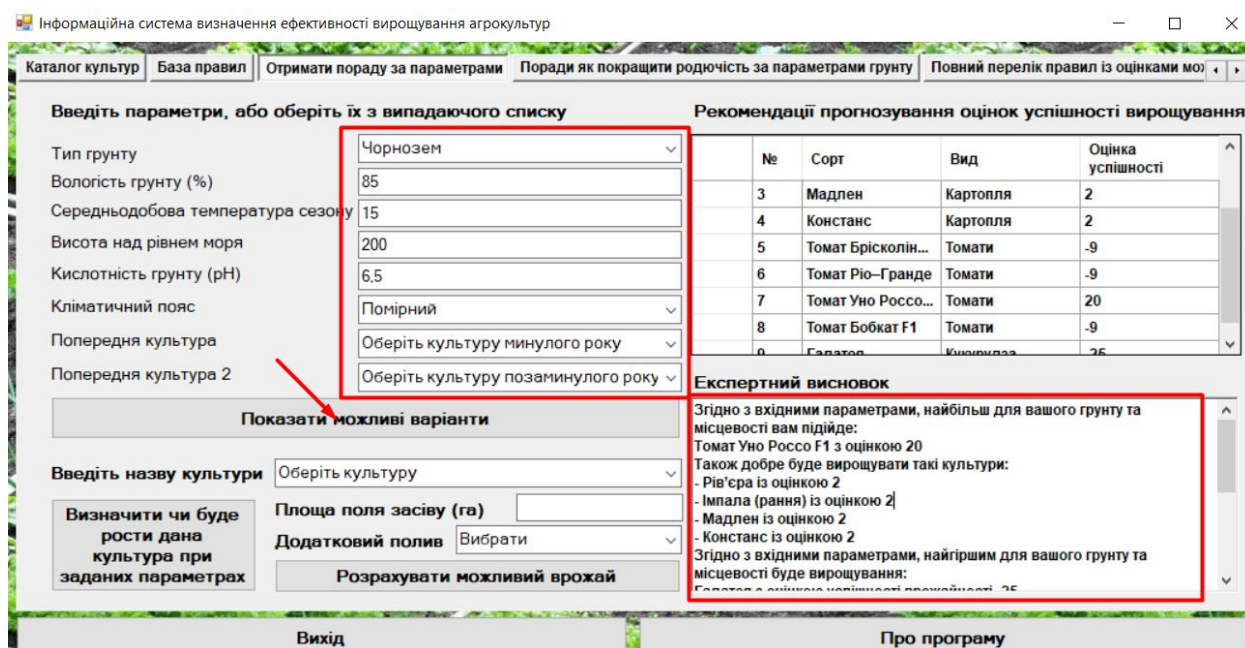 Інформаційна система визначення ефективності вирощування агрокультур
Каталог культур
База правил
Отримати пораду за параметрами
Поради як покращити родючість за параметрами грунту
Повний перелік правил із оцінками
Введіть параметри, або оберіть їх з випадаючого списку
Тип грунту
Чорнозем
Вологість грунту (%)
85
Середньодобова температура сезону
15
Висота над рівнем моря
200
Кислотність грунту (pH)
6,5
Кліматичний пояс
Помірний
Попередня культура
Оберіть культуру минулого року
Попередня культура 2
Оберіть культуру позаминулого року
Показати можливі варіанти
Введіть назву культури
Оберіть культуру
Визначити чи буде
рости дана
культура при
заданих параметрах
Площа поля засіву (га)
Додатковий полив
Вибрати
Розрахувати можливий врожай
Рекомендації прогнозування оцінок успішності вирощування
№ Сорт Вид Оцінка успішності
3 Мадлен Картопля 2
4 Констанс Картопля 2
5 Томат Брісколін... Томати -9
6 Томат Ріо–Гранде Томати -9
7 Томат Уно Россо... Томати 20
8 Томат Бобкат F1 Томати -9
9 Галатея Кукурудза -25
Експертний висновок
Згідно з вхідними параметрами, найбільш для вашого грунту та
місцевості вам підійде:
Томат Уно Россо F1 з оцінкою 20
Також добре буде вирощувати такі культури:
- Рів'єра із оцінкою 2
- Імпала (рання) із оцінкою 2
- Мадлен із оцінкою 2
- Констанс із оцінкою 2
Згідно з вхідними параметрами, найгіршим для вашого грунту та
місцевості буде вирощування:
Галатея з оцінкою успішності врожайності -25
Вихід
Про програму